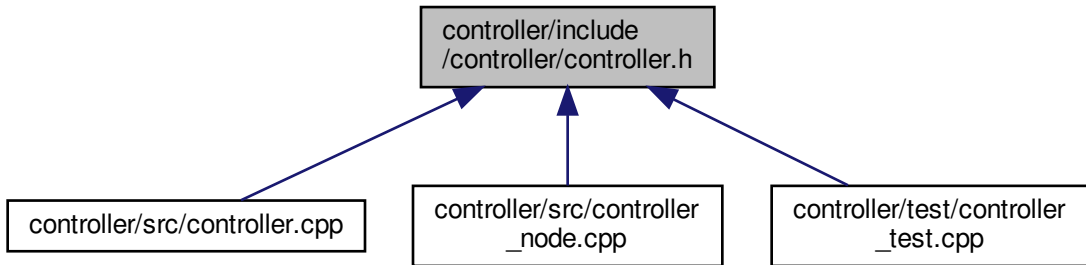 controller/include
/controller/controller.h
controller/src/controller.cpp
controller/src/controller
_node.cpp
controller/test/controller
_test.cpp